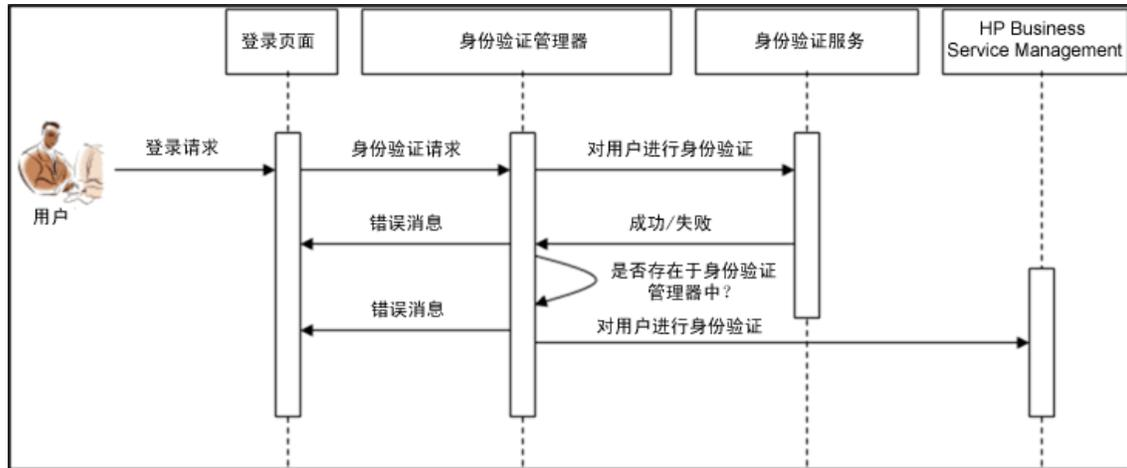 登录页面
身份验证管理器
身份验证服务
HP Business
Service Management
登录请求
身份验证请求
对用户进行身份验证
用户
错误消息
成功/失败
是否存在于身份验证
管理器中?
错误消息
对用户进行身份验证